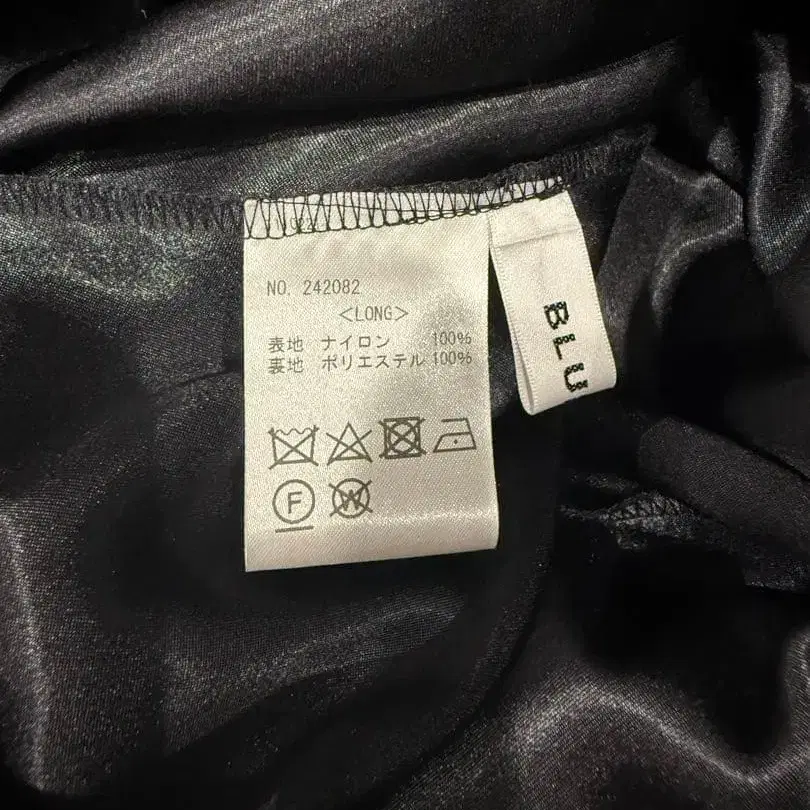 NO. 242082
<LONG>
表地 ナイロン 100%
裏地 ポリエステル 100%
F
W
BLU